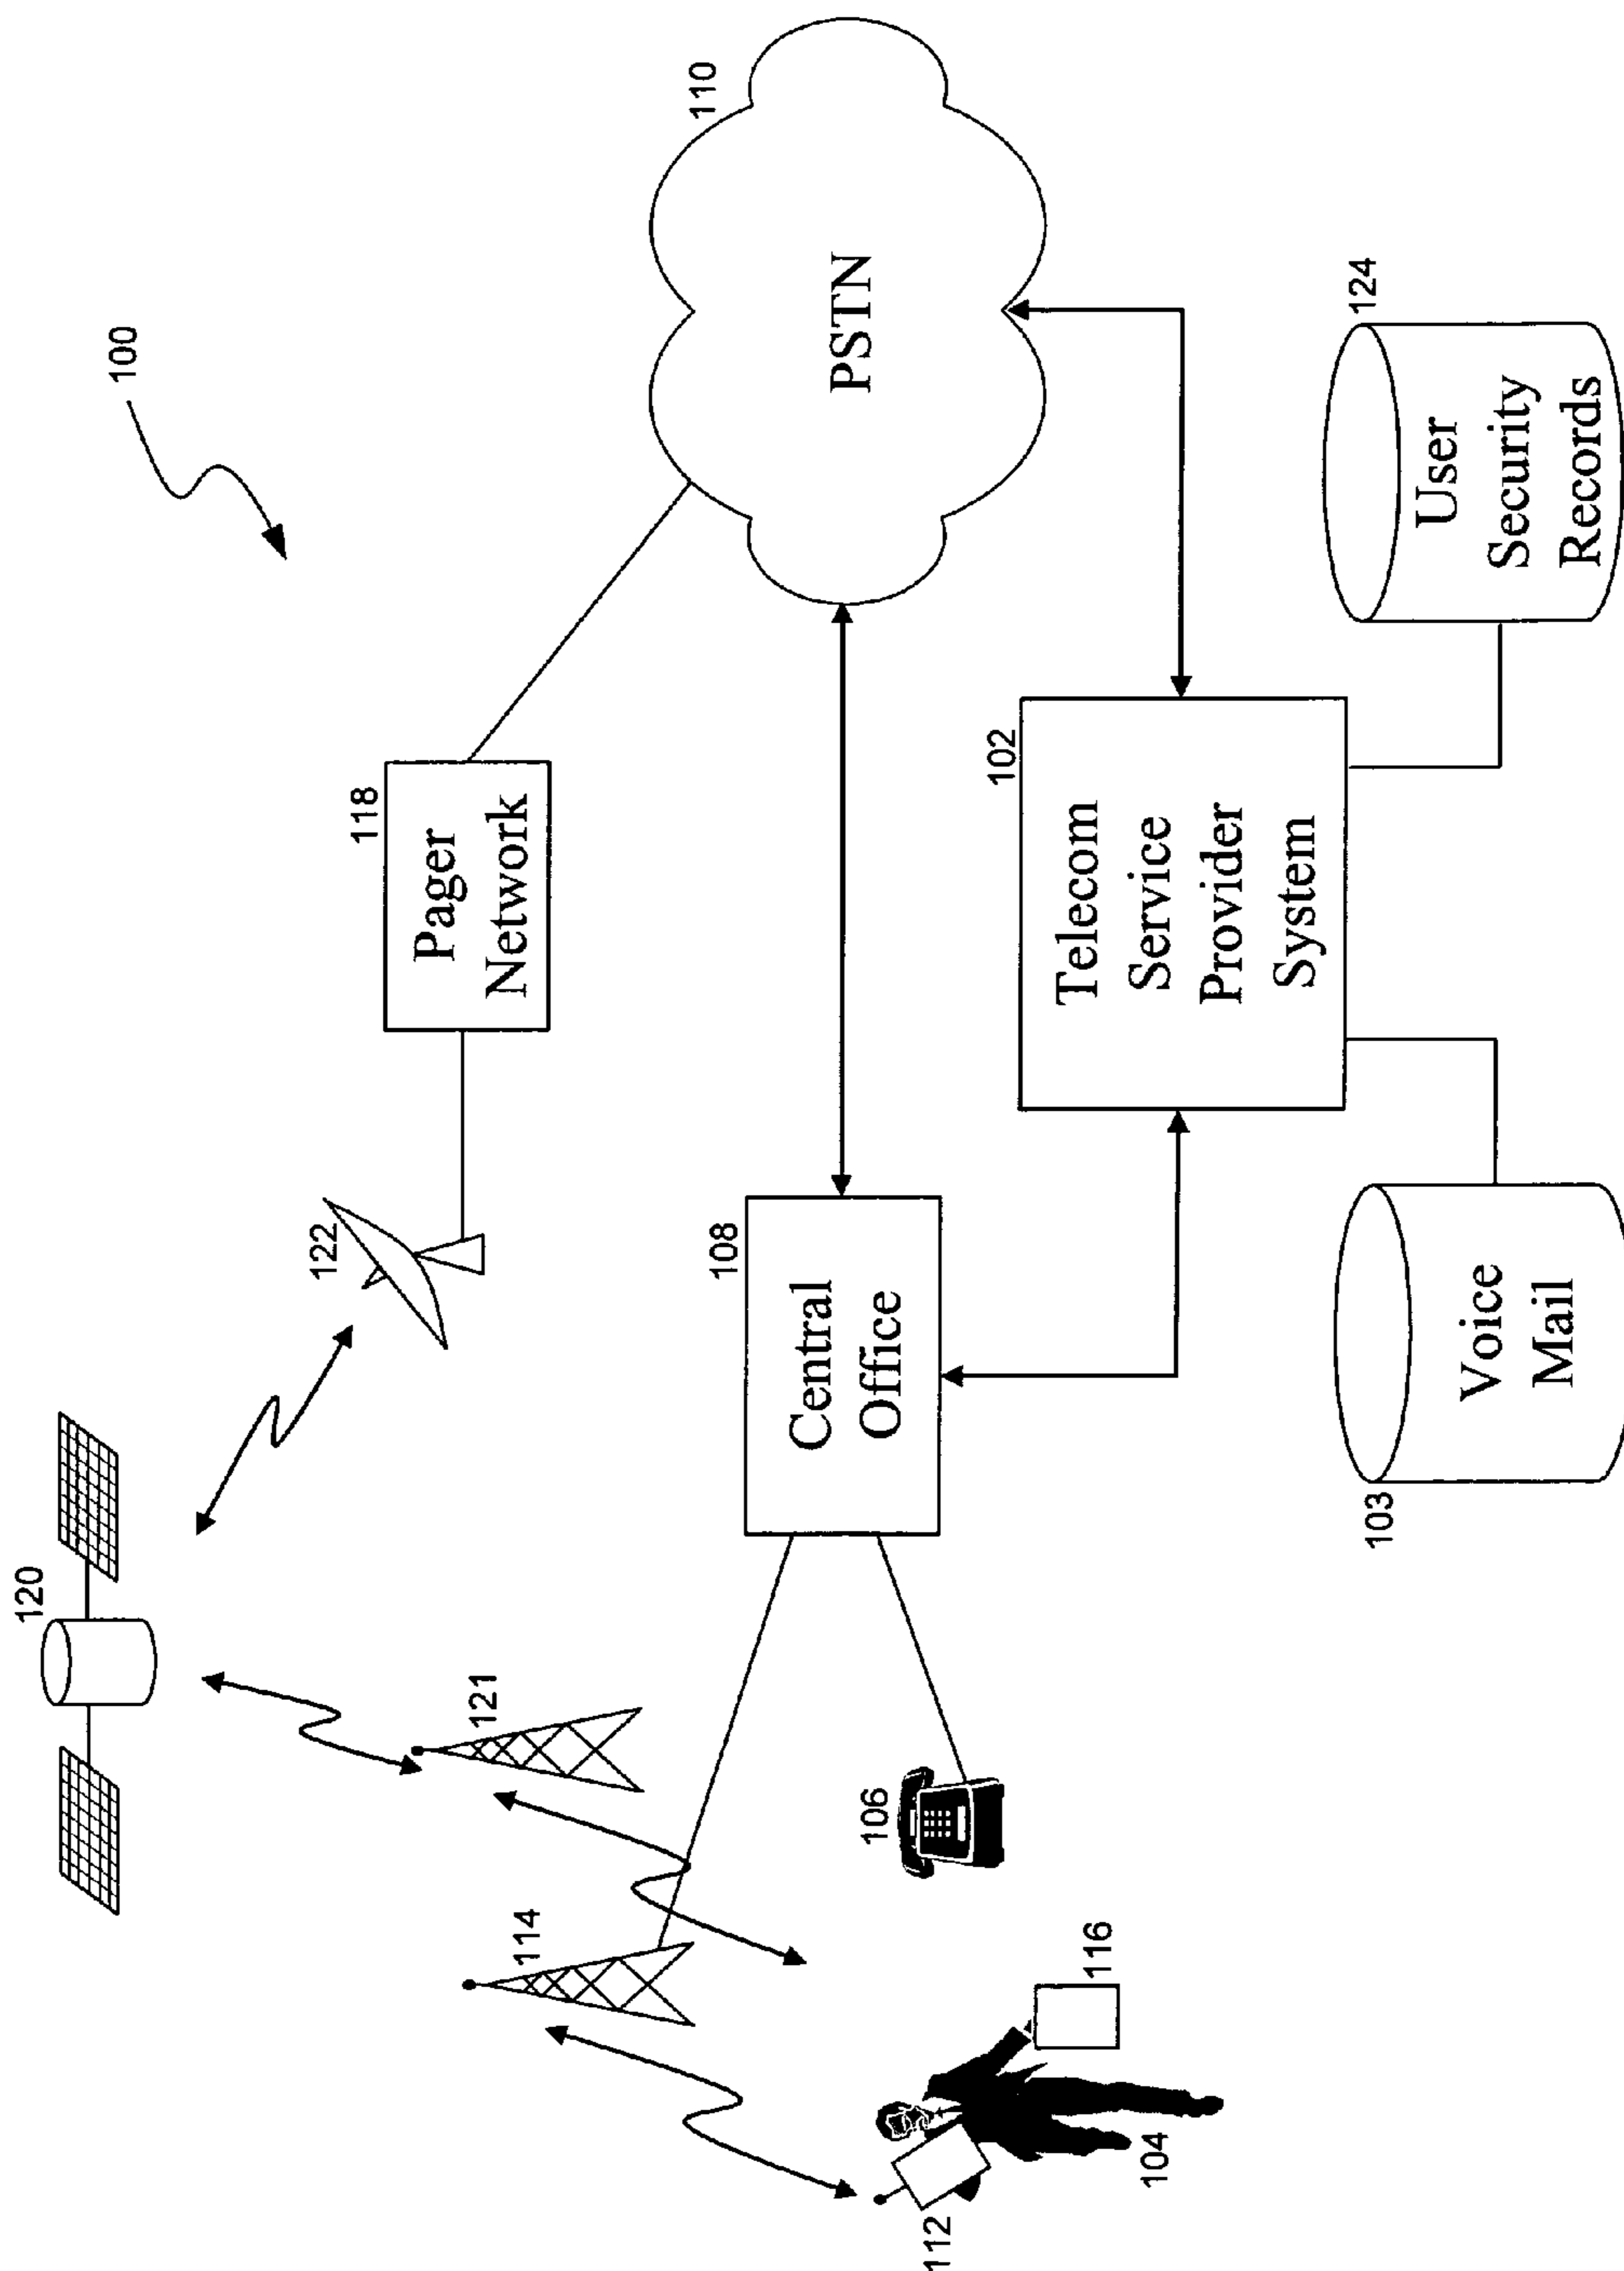 100
120
122
118
Pager
Network
110
PSTN
121
114
108
Central
Office
106
102
Telecom
Service
Provider
System
112
104
116
103
Voice
Mail
124
User
Security
Records